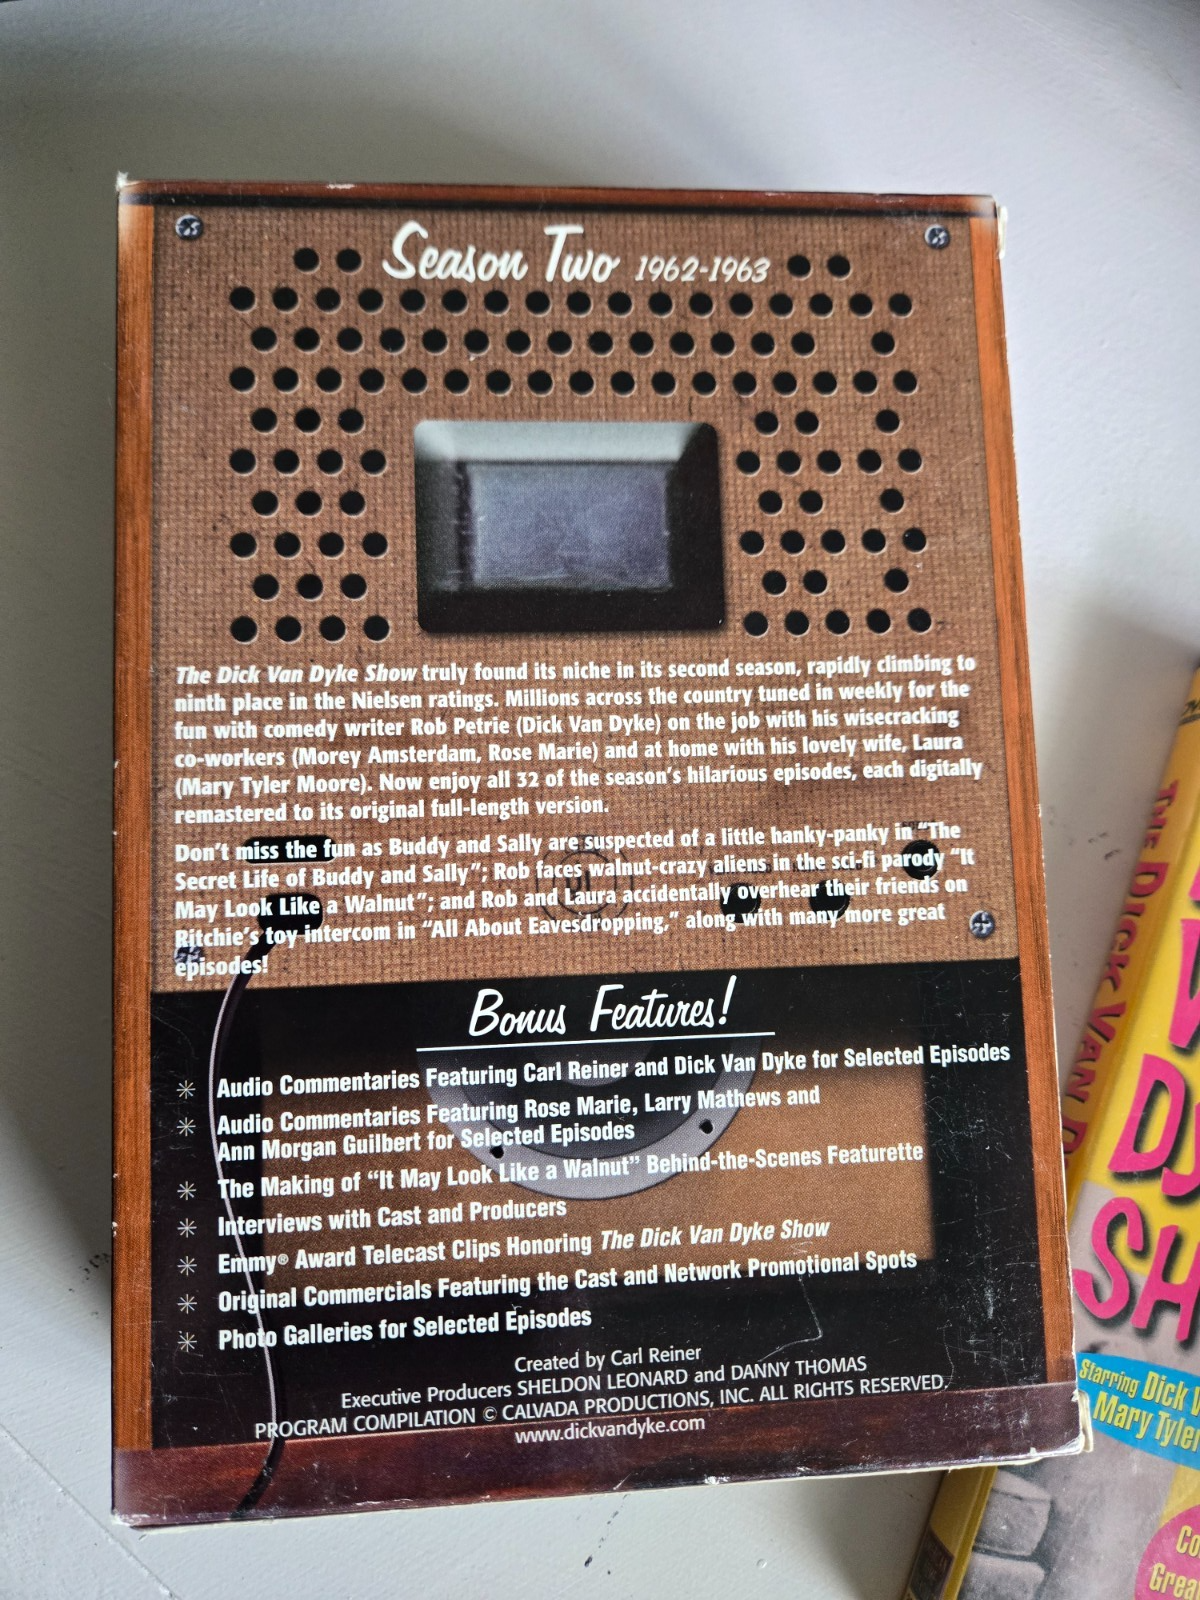 Season Two 1962-1963
The Dick Van Dyke Show truly found its niche in its second season, rapidly climbing to
ninth place in the Nielsen ratings. Millions across the country tuned in weekly for the
fun with comedy writer Rob Petrie (Dick Van Dyke) on the job with his wisecracking
co-workers (Morey Amsterdam, Rose Marie) and at home with his lovely wife, Laura
(Mary Tyler Moore). Now enjoy all 32 of the season's hilarious episodes, each digitally
remastered to its original full-length version.
Don't miss the fun as Buddy and Sally are suspected of a little hanky-panky in "The
Secret Life of Buddy and Sally"; Rob faces walnut-crazy aliens in the sci-fi parody "It
May Look Like a Walnut"; and Rob and Laura accidentally overhear their friends on
Ritchie's toy intercom in "All About Eavesdropping," along with many more great
episodes!
Bonus Features!
Audio Commentaries Featuring Carl Reiner and Dick Van Dyke for Selected Episodes
Audio Commentaries Featuring Rose Marie, Larry Mathews and
Ann Morgan Guilbert for Selected Episodes
The Making of "It May Look Like a Walnut" Behind-the-Scenes Featurette
Interviews with Cast and Producers
Emmy® Award Telecast Clips Honoring The Dick Van Dyke Show
Original Commercials Featuring the Cast and Network Promotional Spots
Photo Galleries for Selected Episodes
Created by Carl Reiner
Executive Producers SHELDON LEONARD and DANNY THOMAS
PROGRAM COMPILATION © CALVADA PRODUCTIONS, INC. ALL RIGHTS RESERVED.
www.dickvandyke.com
THE DICK VAN D
V
DY
SH
Starring Dick V
Mary Tyler
Co
Grea